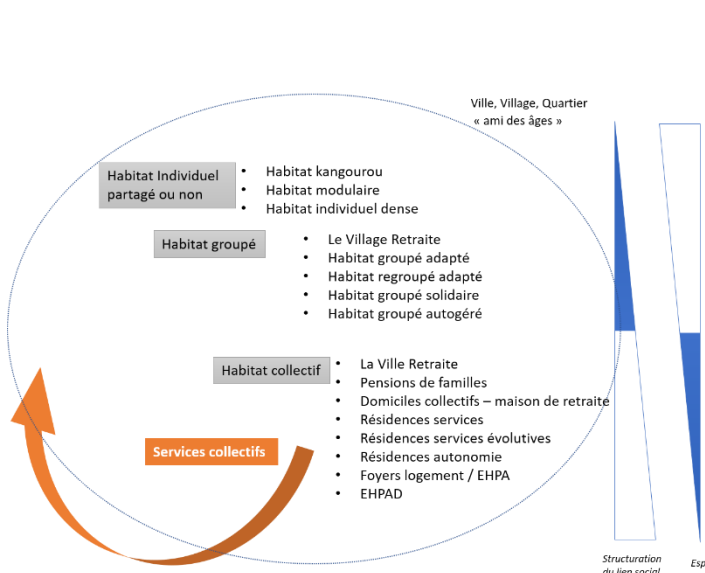 Ville, Village, Quartier
« ami des âges »
Habitat Individuel
partagé ou non
• Habitat kangourou
• Habitat modulaire
• Habitat individuel dense
Habitat groupé
• Le Village Retraite
• Habitat groupé adapté
• Habitat regroupé adapté
• Habitat groupé solidaire
• Habitat groupé autogéré
Habitat collectif
• La Ville Retraite
• Pensions de familles
• Domiciles collectifs – maison de retraite
• Résidences services
• Résidences services évolutives
• Résidences autonomie
• Foyers logement / EHPA
• EHPAD
Services collectifs
Structuration
du lien social